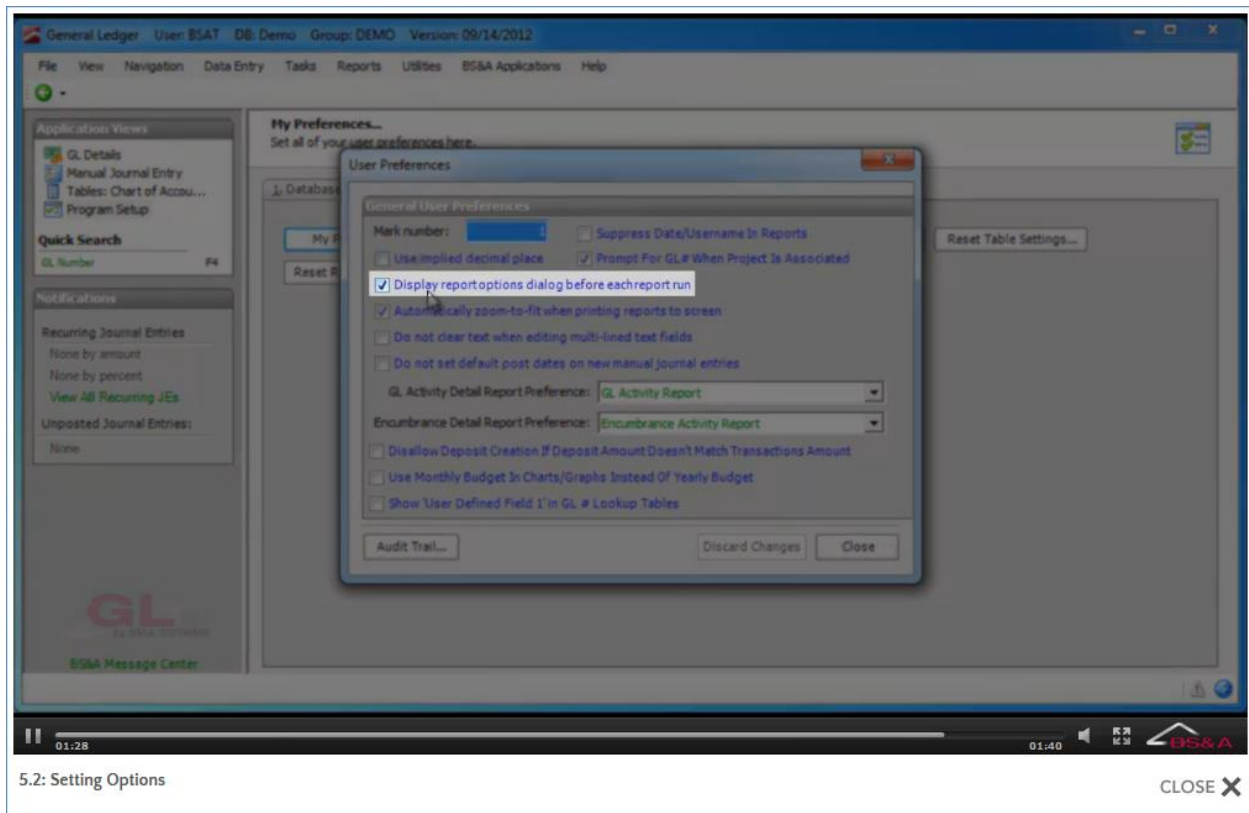 General Ledger User: BSAT DB: Demo Group: DEMO Version: 09/14/2012
File View Navigation Data Entry Tasks Reports Utilities BS&A Applications Help
Application Views
GL Details
Manual Journal Entry
Tables: Chart of Accou...
Program Setup
Quick Search
GL Number F4
Notifications
Recurring Journal Entries
None by amount
None by percent
View All Recurring JEs
Unposted Journal Entries:
None
GL
BS&A Message Center
My Preferences...
Set all of your user preferences here.
1. Database
My P
Reset R
Reset Table Settings...
User Preferences
General User Preferences
Mark number: 1 Suppress Date/Username In Reports
Use implied decimal place Prompt For GL# When Project Is Associated
Display report options dialog before each report run
Automatically zoom-to-fit when printing reports to screen
Do not clear text when editing multi-lined text fields
Do not set default post dates on new manual journal entries
GL Activity Detail Report Preference: GL Activity Report
Encumbrance Detail Report Preference: Encumbrance Activity Report
Disallow Deposit Creation If Deposit Amount Doesn't Match Transactions Amount
Use Monthly Budget In Charts/Graphs Instead Of Yearly Budget
Show 'User Defined Field 1' in GL # Lookup Tables
Audit Trail... Discard Changes Close
01:28 01:40 BS&A
5.2: Setting Options CLOSE